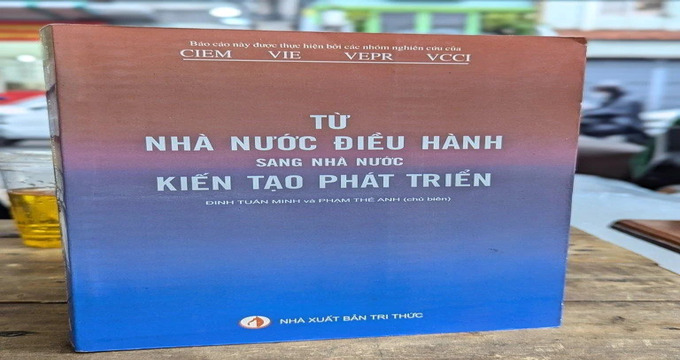 Báo cáo này được thực hiện bởi các nhóm nghiên cứu của
CIEM VIE VEPR VCCI
TỪ
NHÀ NƯỚC ĐIỀU HÀNH
SANG NHÀ NƯỚC
KIẾN TẠO PHÁT TRIỂN
ĐINH TUẤN MINH và PHẠM THẾ ANH (chủ biên)
NHÀ XUẤT BẢN TRI THỨC